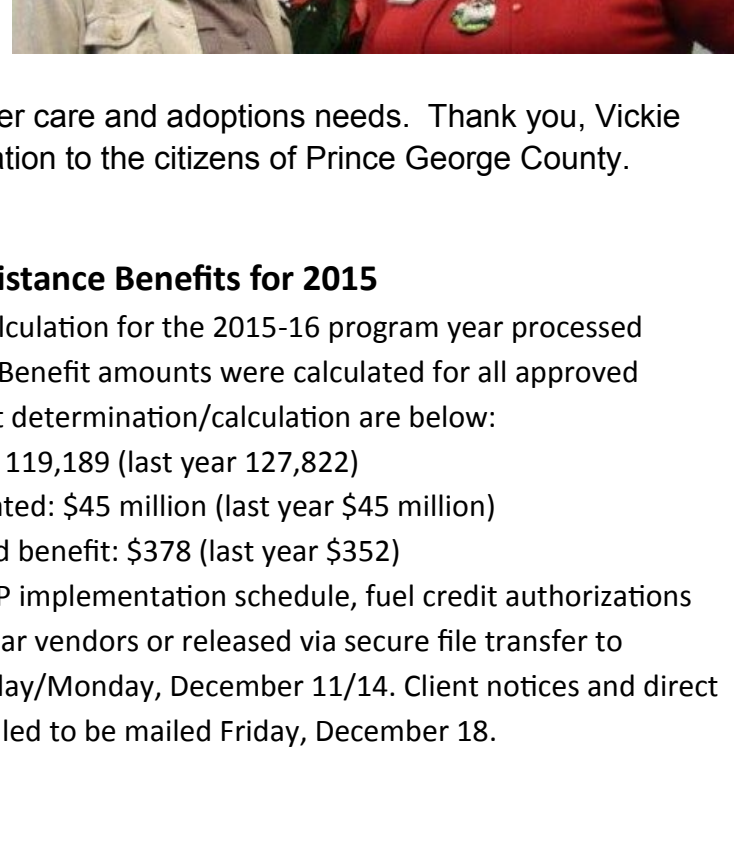 er care and adoptions needs.  Thank you, Vickie
ation to the citizens of Prince George County.
istance Benefits for 2015
lculation for the 2015-16 program year processed
Benefit amounts were calculated for all approved
t determination/calculation are below:
119,189 (last year 127,822)
ated: $45 million (last year $45 million)
d benefit: $378 (last year $352)
P implementation schedule, fuel credit authorizations
ar vendors or released via secure file transfer to
day/Monday, December 11/14. Client notices and direct
led to be mailed Friday, December 18.